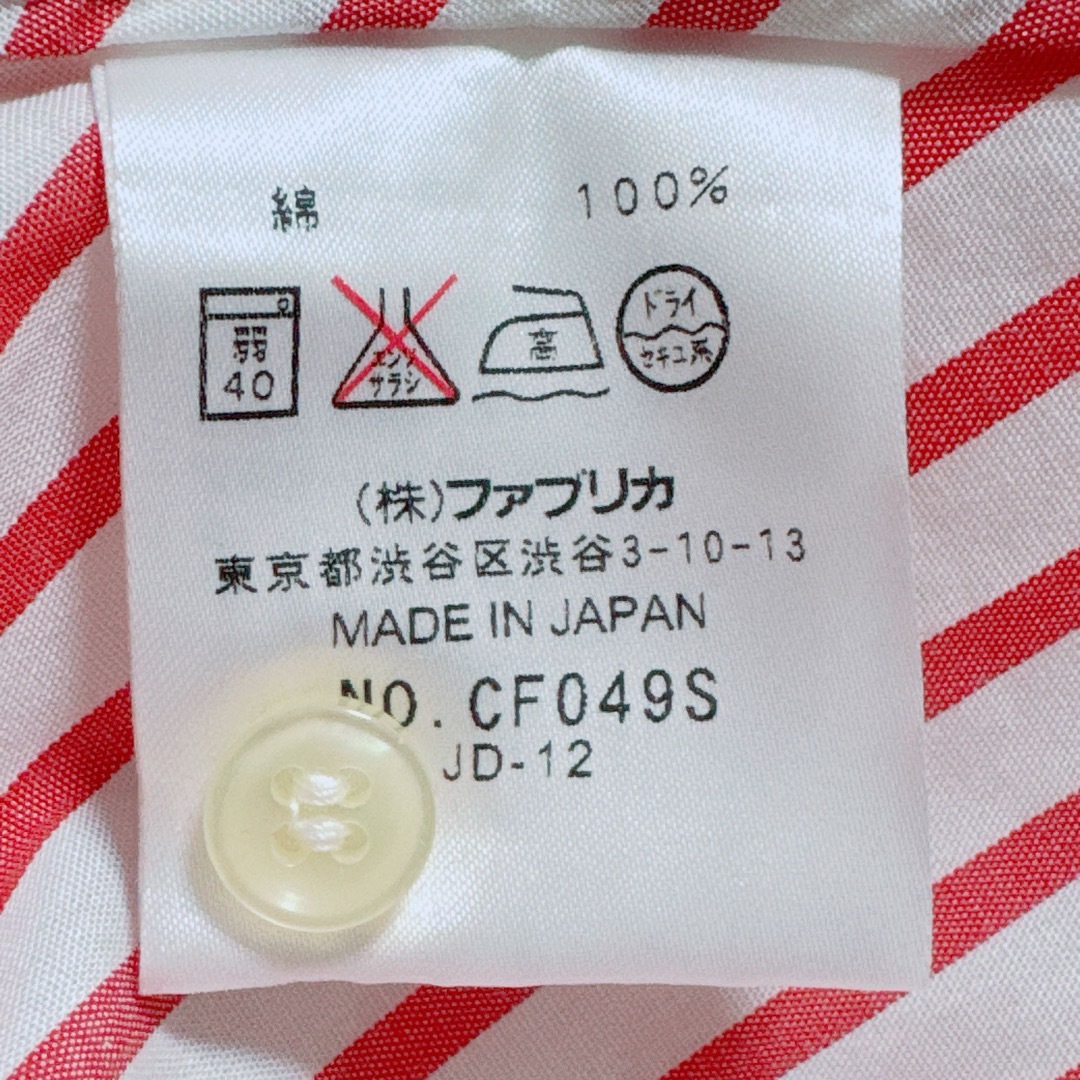 綿 100%
弱 エンソ 高 ドライ
40 サラシ セキユ系
(株)ファブリカ
東京都渋谷区渋谷3-10-13
MADE IN JAPAN
NO. CF049S
JD-12